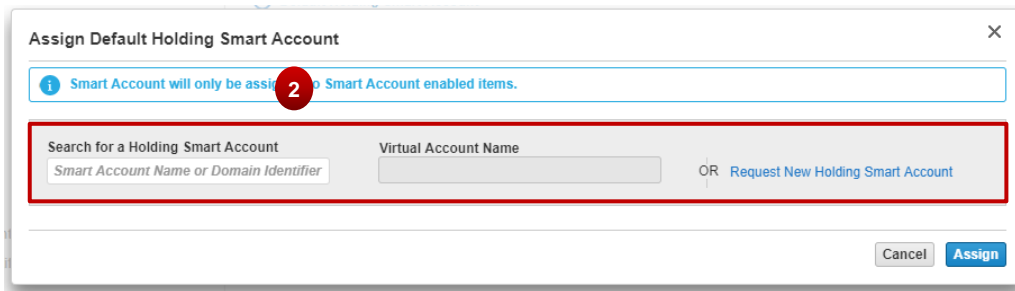 Assign Default Holding Smart Account
Smart Account will only be 2 o Smart Account enabled items.
Search for a Holding Smart Account
Virtual Account Name
Smart Account Name or Domain Identifier
OR Request New Holding Smart Account
Cancel Assign